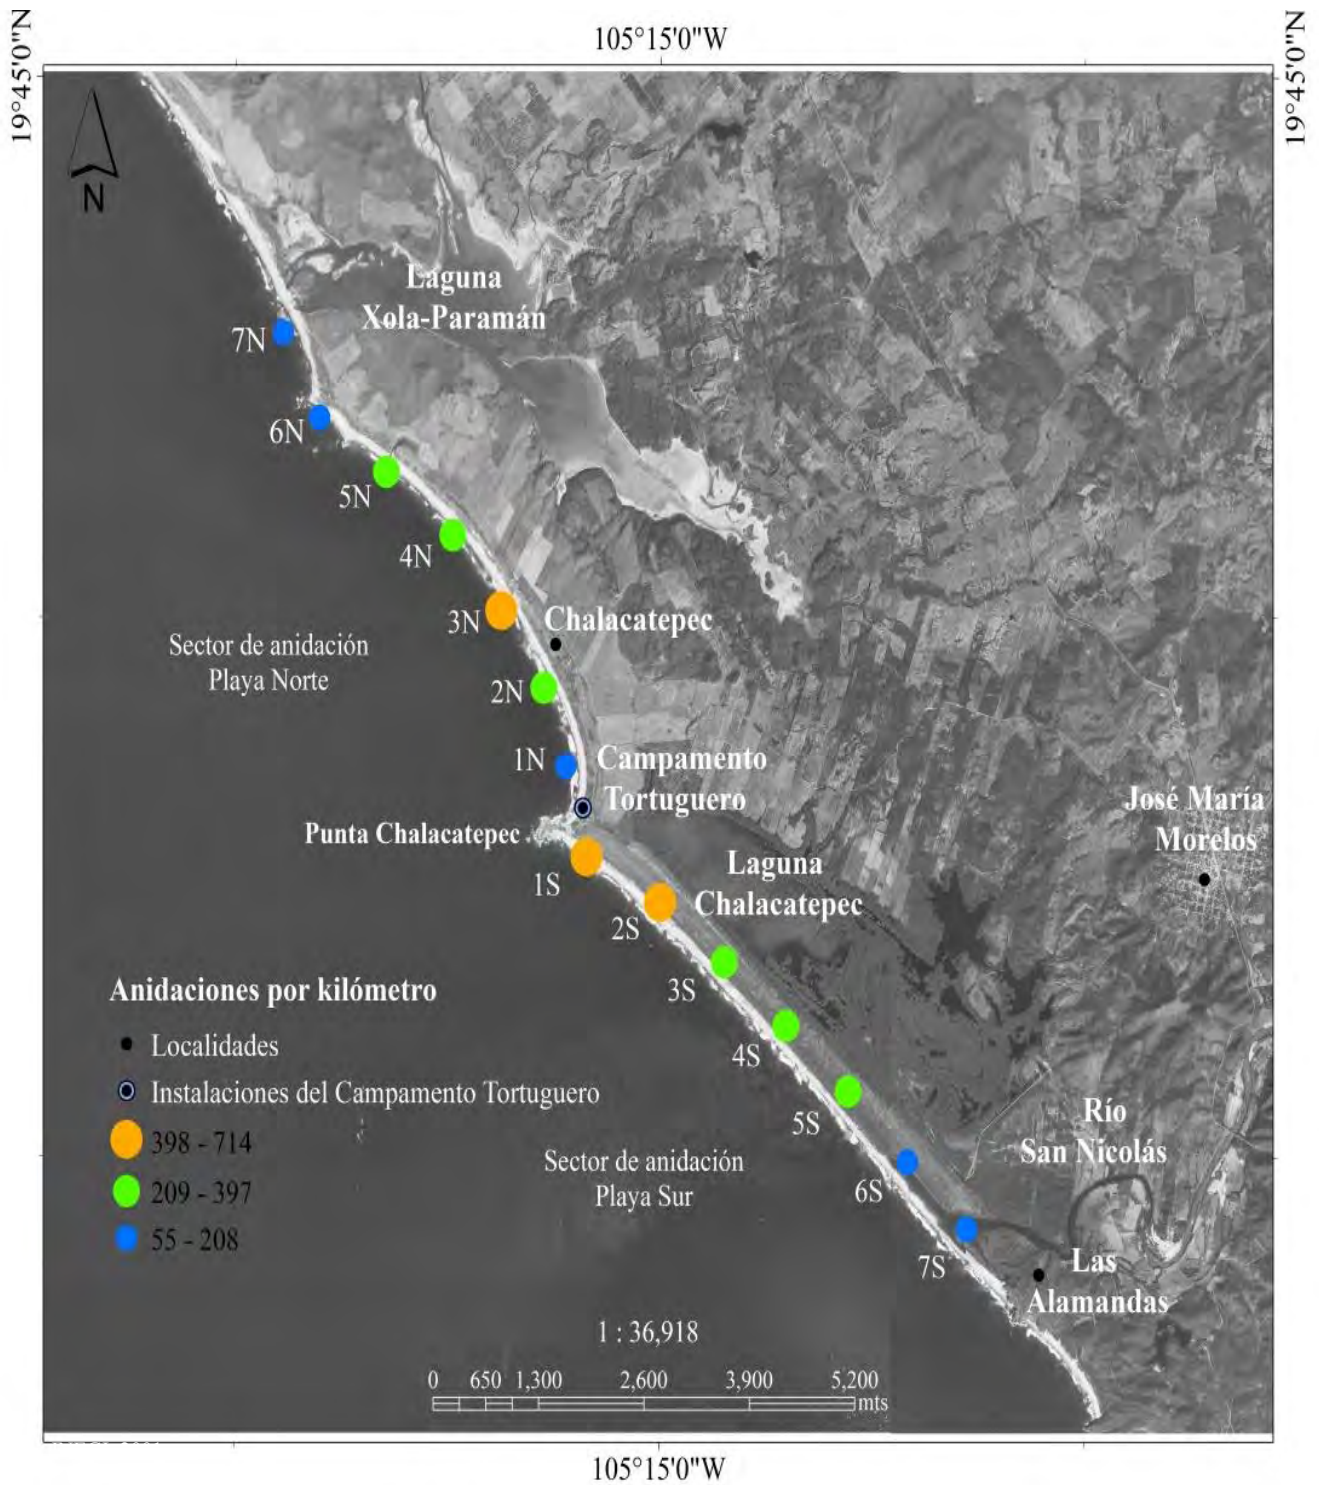 105°15'0"W
19°45'0"N
19°45'0"N
N
Laguna
Xola-Paramán
7N
6N
5N
4N
3N
Chalacatepec
Sector de anidación
Playa Norte
2N
1N
Campamento
Tortuguero
José María
Morelos
Punta Chalacatepec
Laguna
Chalacatepec
1S
2S
3S
4S
5S
6S
7S
Anidaciones por kilómetro
Localidades
Instalaciones del Campamento Tortuguero
398 - 714
209 - 397
55 - 208
Río
San Nicolás
Sector de anidación
Playa Sur
Las
Alamandas
1 : 36,918
0 650 1,300 2,600 3,900 5,200
mts
105°15'0"W